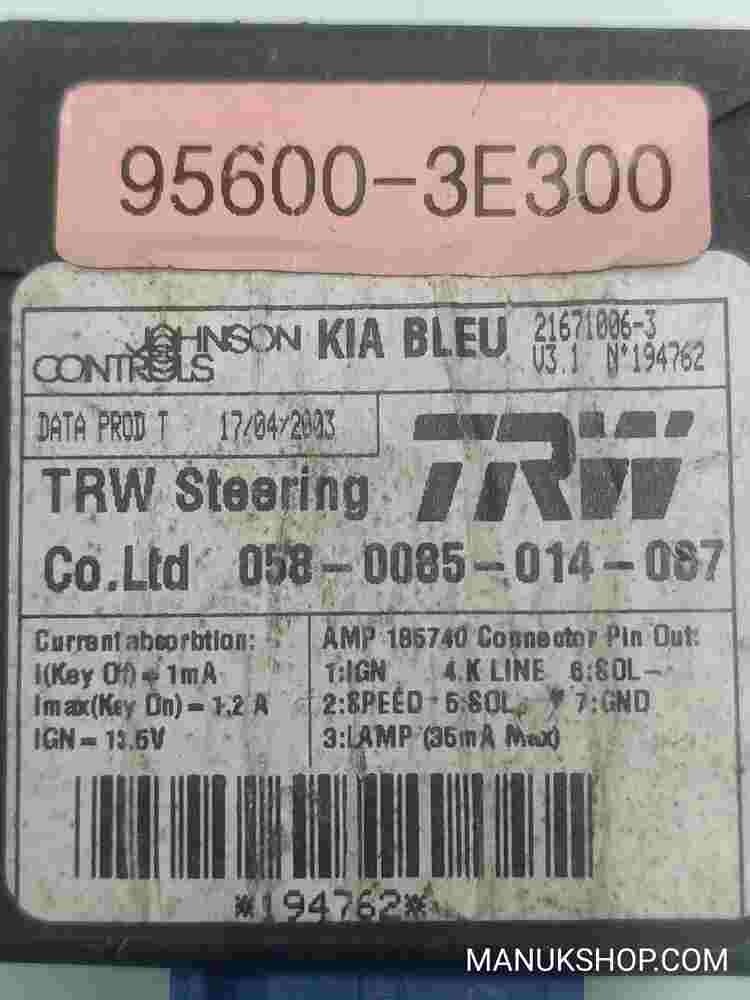 95600-3E300
JOHNSON CONTROLS KIA BLEU 21671006-3
V3.1 N°194762
DATA PROD T 17/04/2003
TRW
TRW Steering
Co.Ltd 058-0085-014-087
Current absorbtion: AMP 185740 Connector Pin Out:
I(Key Off) = 1mA 1:IGN 4.K LINE 6:SOL-
Imax(Key On) = 1,2 A 2:SPEED 5:SOL 7:GND
IGN = 13.5V 3:LAMP (35mA Max)
*194762*
MANUKSHOP.COM